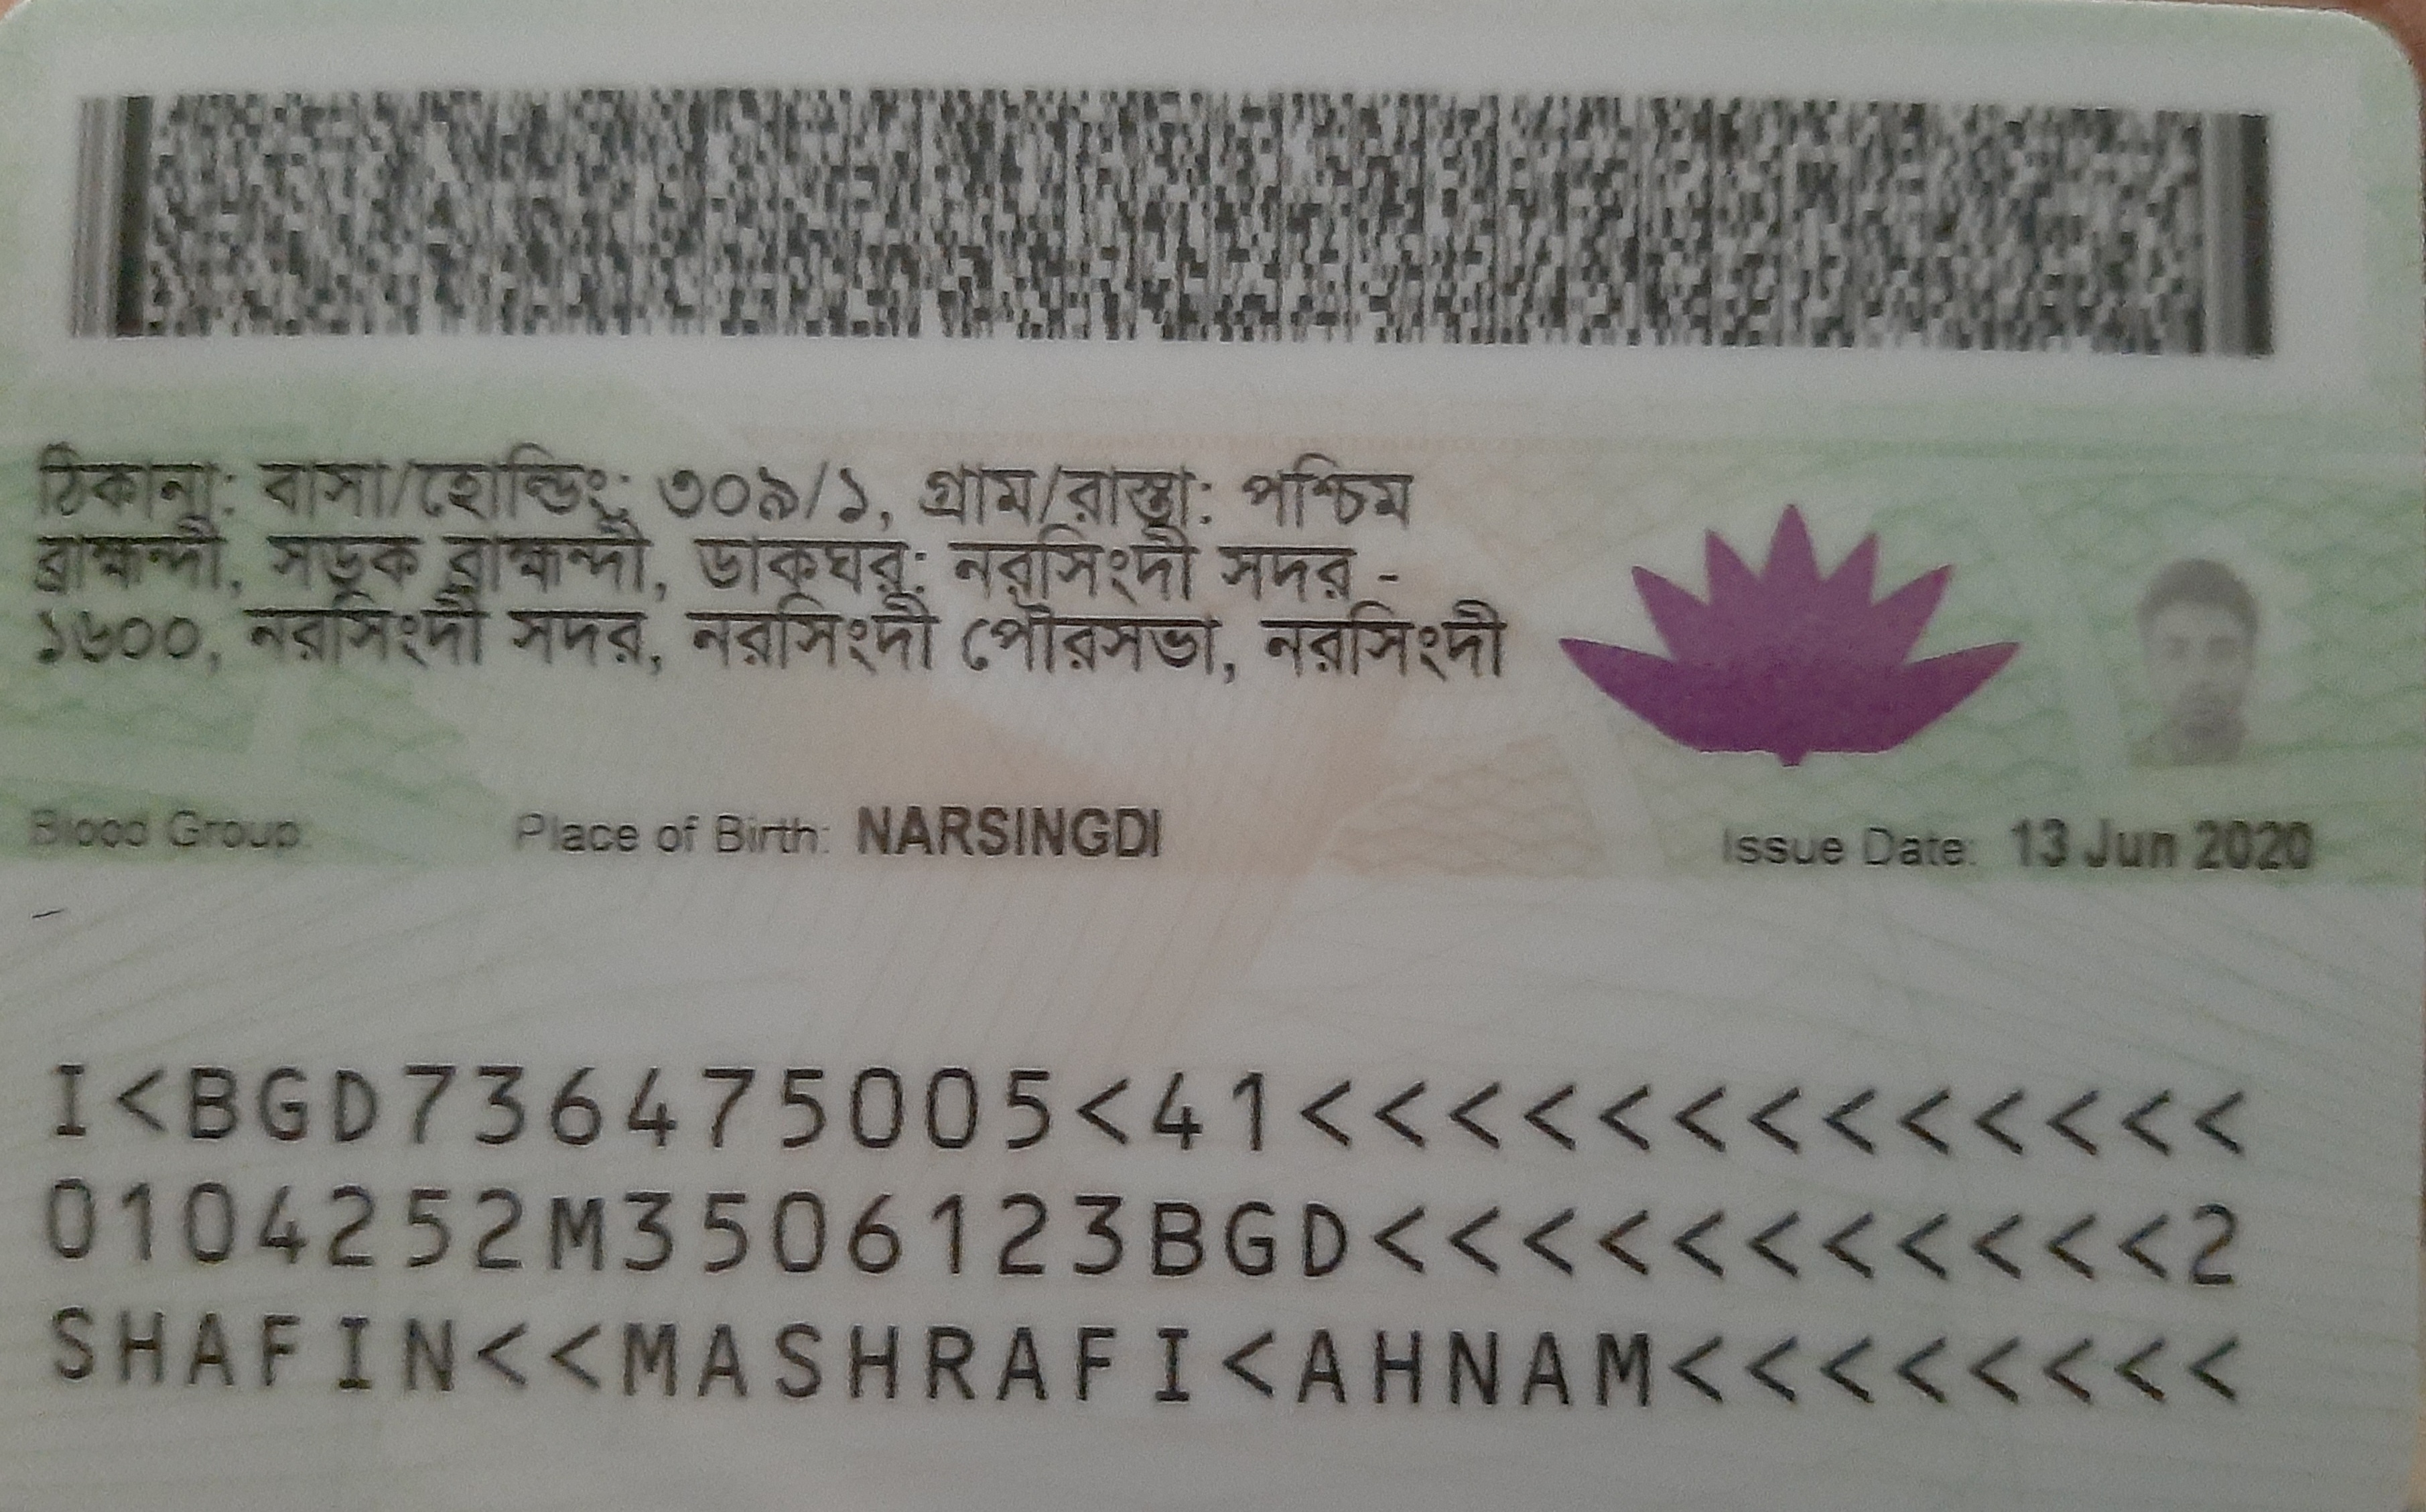 ঠিকানা: বাসা/হোল্ডিং: ৩০৯/১, গ্রাম/রাস্তা: পশ্চিম
ব্রাহ্মন্দী, সড়ক ব্রাহ্মন্দী, ডাকঘর: নরসিংদী সদর -
১৬০০, নরসিংদী সদর, নরসিংদী পৌরসভা, নরসিংদী
Blood Group: Place of Birth: NARSINGDI Issue Date: 13 Jun 2020
I<BGD736475005<41<<<<<<<<<<<<<
0104252M3506123BGD<<<<<<<<<<<2
SHAFIN<<MASHRAFI<AHNAM<<<<<<<<